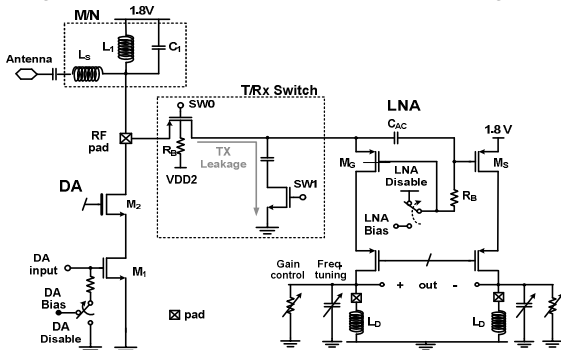 M/N
1.8V
L1
C1
LS
Antenna
T/Rx Switch
SW0
RF
pad
RB
TX
Leakage
VDD2
SW1
LNA
CAC
1.8 V
MG
MS
LNA
Disable
RB
LNA
Bias
DA
M2
DA
input
M1
DA
Bias
DA
Disable
pad
Gain
control
Freq.
tuning
+ out -
LD
LD